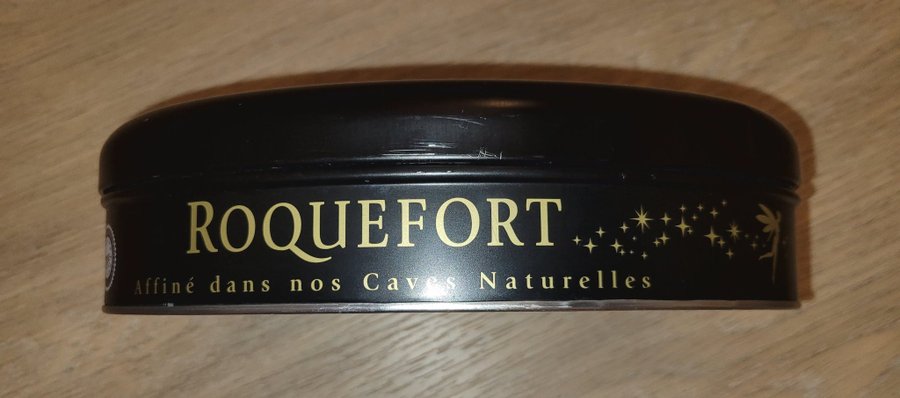 ROQUEFORT
Affiné dans nos Caves Naturelles